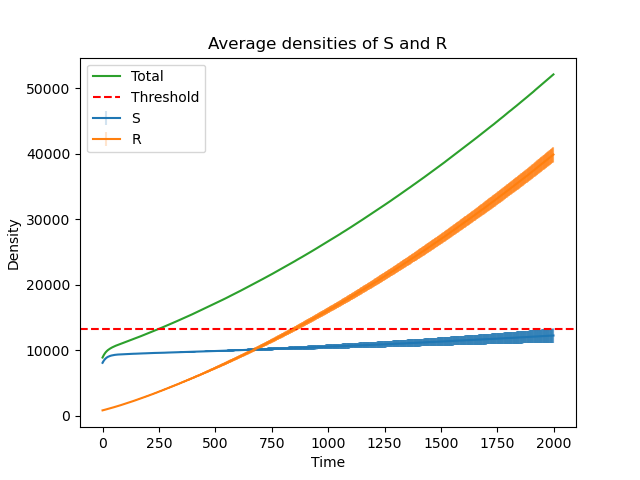 Average densities of S and R
Total
Threshold
S
R
Density
50000
40000
30000
20000
10000
0
0 250 500 750 1000 1250 1500 1750 2000
Time